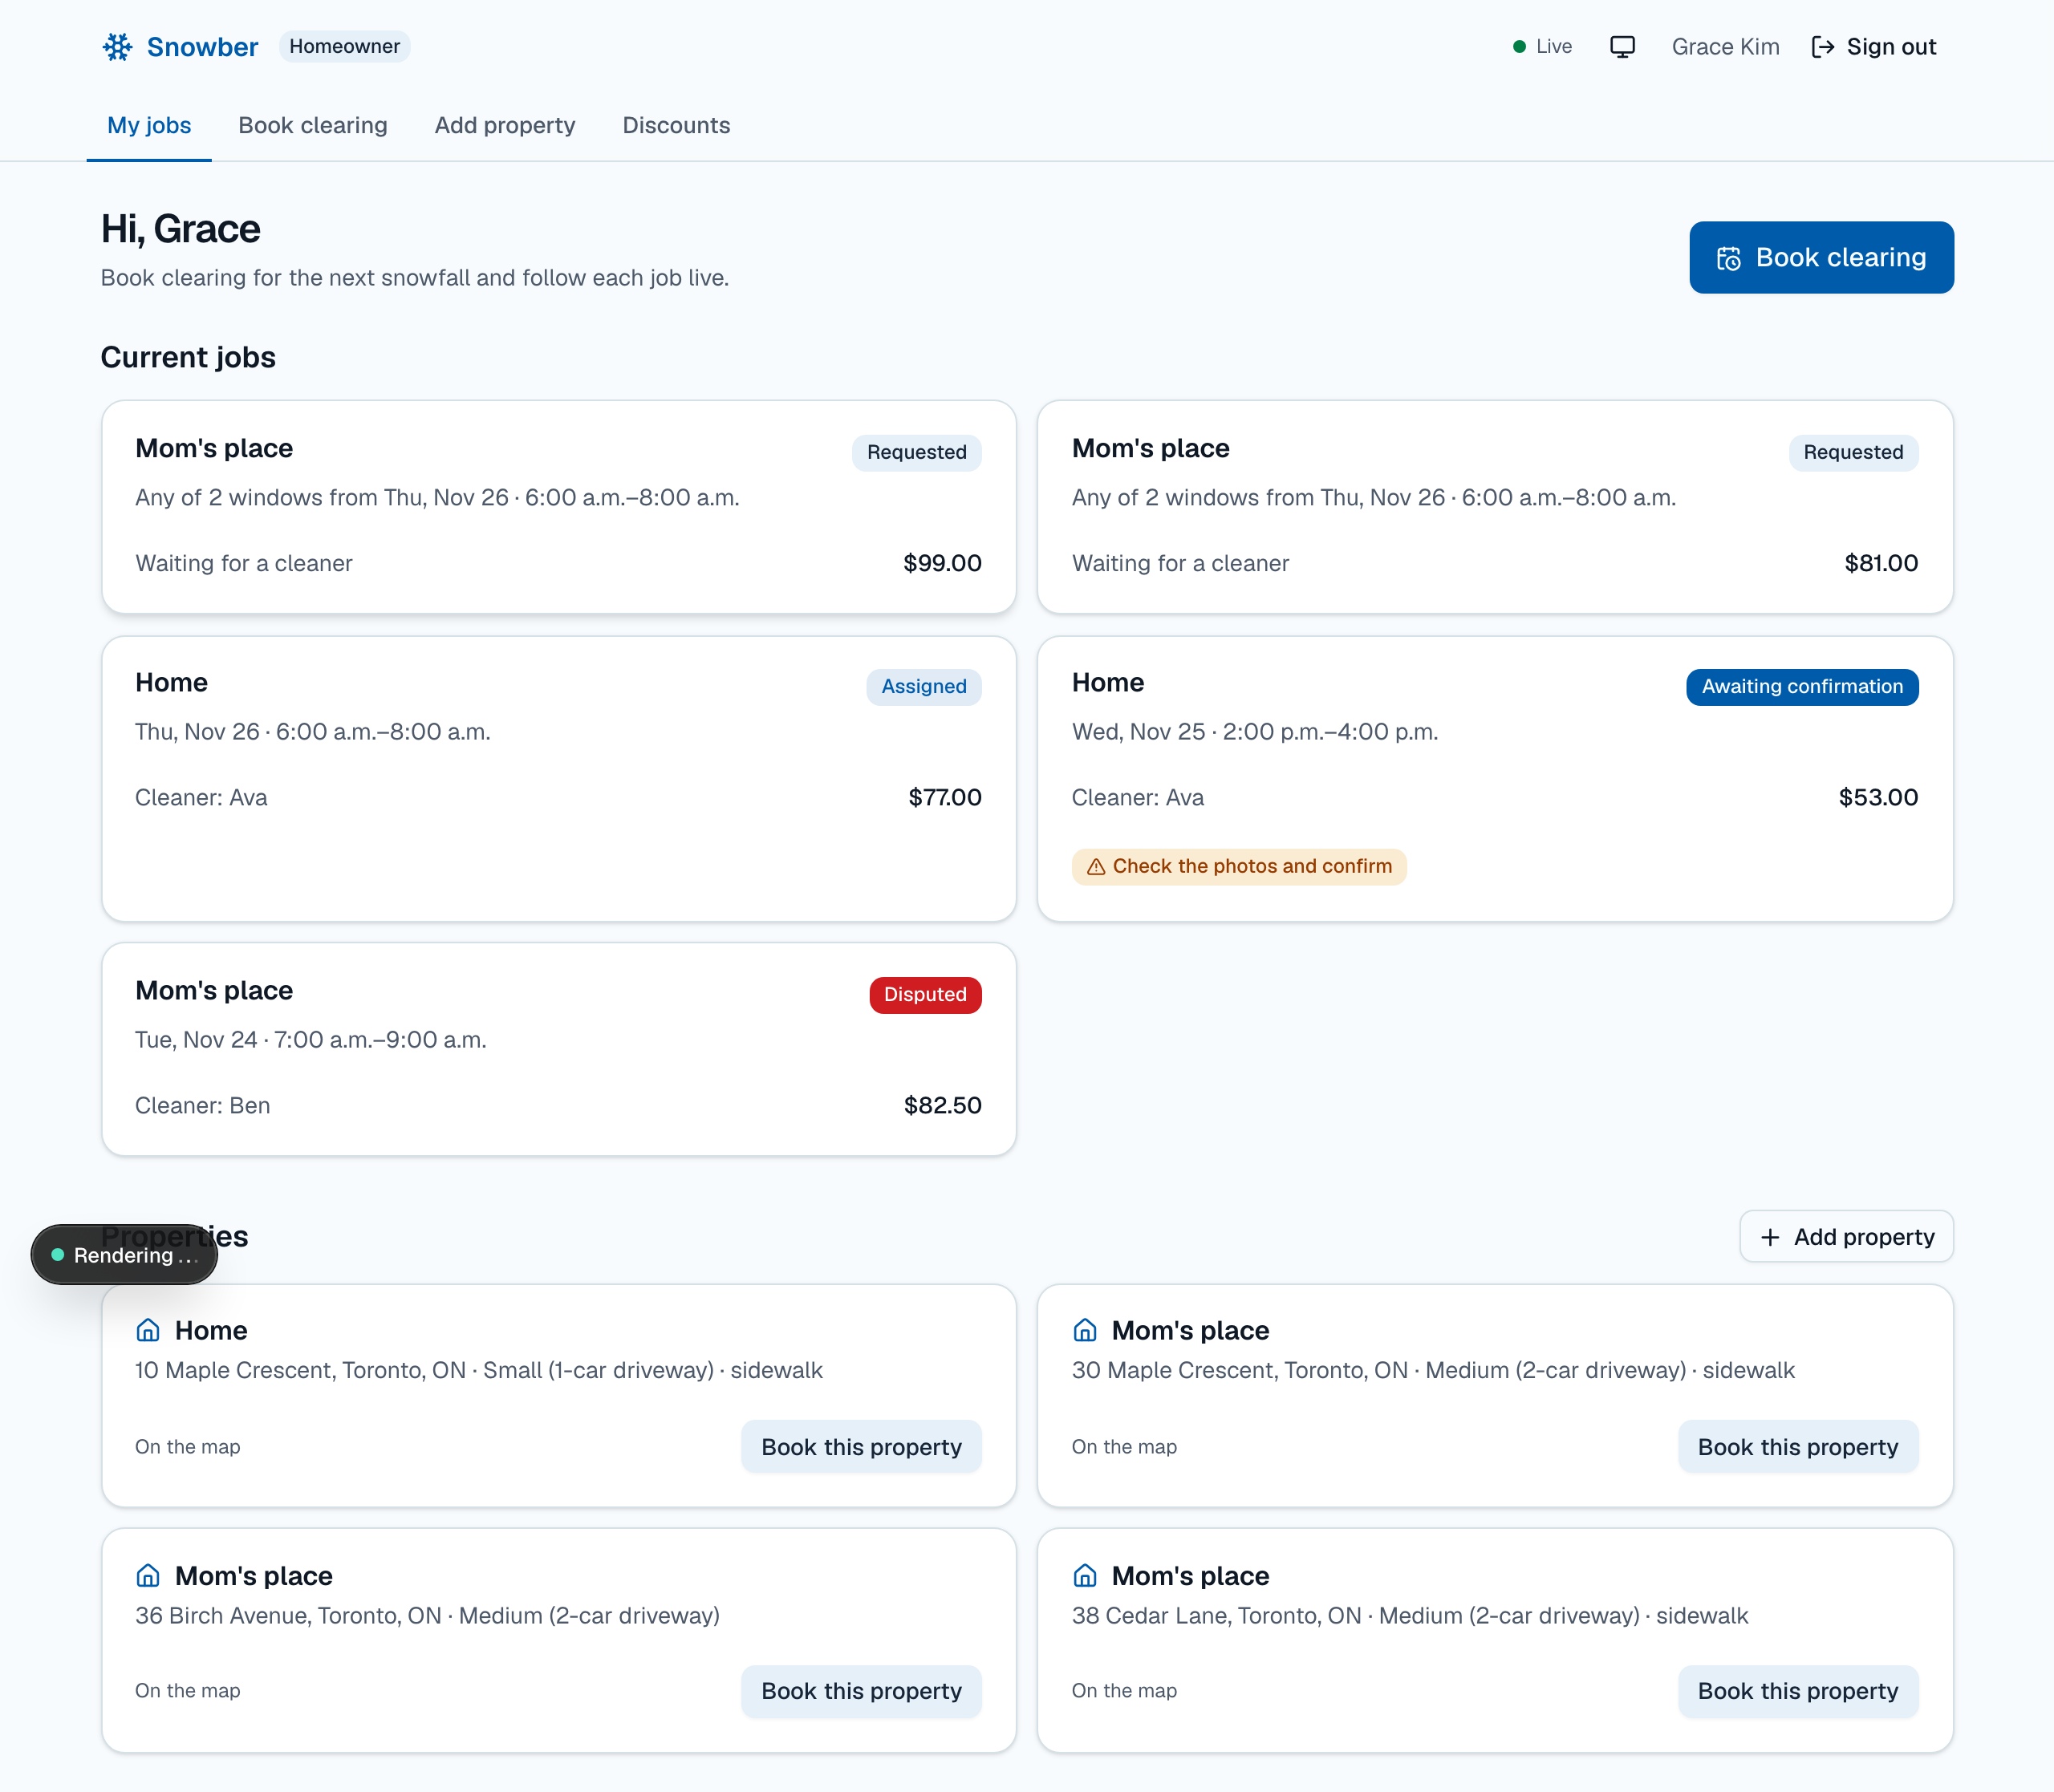 Snowber Homeowner
Live Grace Kim Sign out
My jobs Book clearing Add property Discounts
Hi, Grace
Book clearing
Book clearing for the next snowfall and follow each job live.
Current jobs
Mom's place Requested
Any of 2 windows from Thu, Nov 26 · 6:00 a.m.–8:00 a.m.
Waiting for a cleaner $99.00
Mom's place Requested
Any of 2 windows from Thu, Nov 26 · 6:00 a.m.–8:00 a.m.
Waiting for a cleaner $81.00
Home Assigned
Thu, Nov 26 · 6:00 a.m.–8:00 a.m.
Cleaner: Ava $77.00
Home Awaiting confirmation
Wed, Nov 25 · 2:00 p.m.–4:00 p.m.
Cleaner: Ava $53.00
Check the photos and confirm
Mom's place Disputed
Tue, Nov 24 · 7:00 a.m.–9:00 a.m.
Cleaner: Ben $82.50
Properties
Add property
Rendering...
Home
10 Maple Crescent, Toronto, ON · Small (1-car driveway) · sidewalk
On the map Book this property
Mom's place
30 Maple Crescent, Toronto, ON · Medium (2-car driveway) · sidewalk
On the map Book this property
Mom's place
36 Birch Avenue, Toronto, ON · Medium (2-car driveway)
On the map Book this property
Mom's place
38 Cedar Lane, Toronto, ON · Medium (2-car driveway) · sidewalk
On the map Book this property